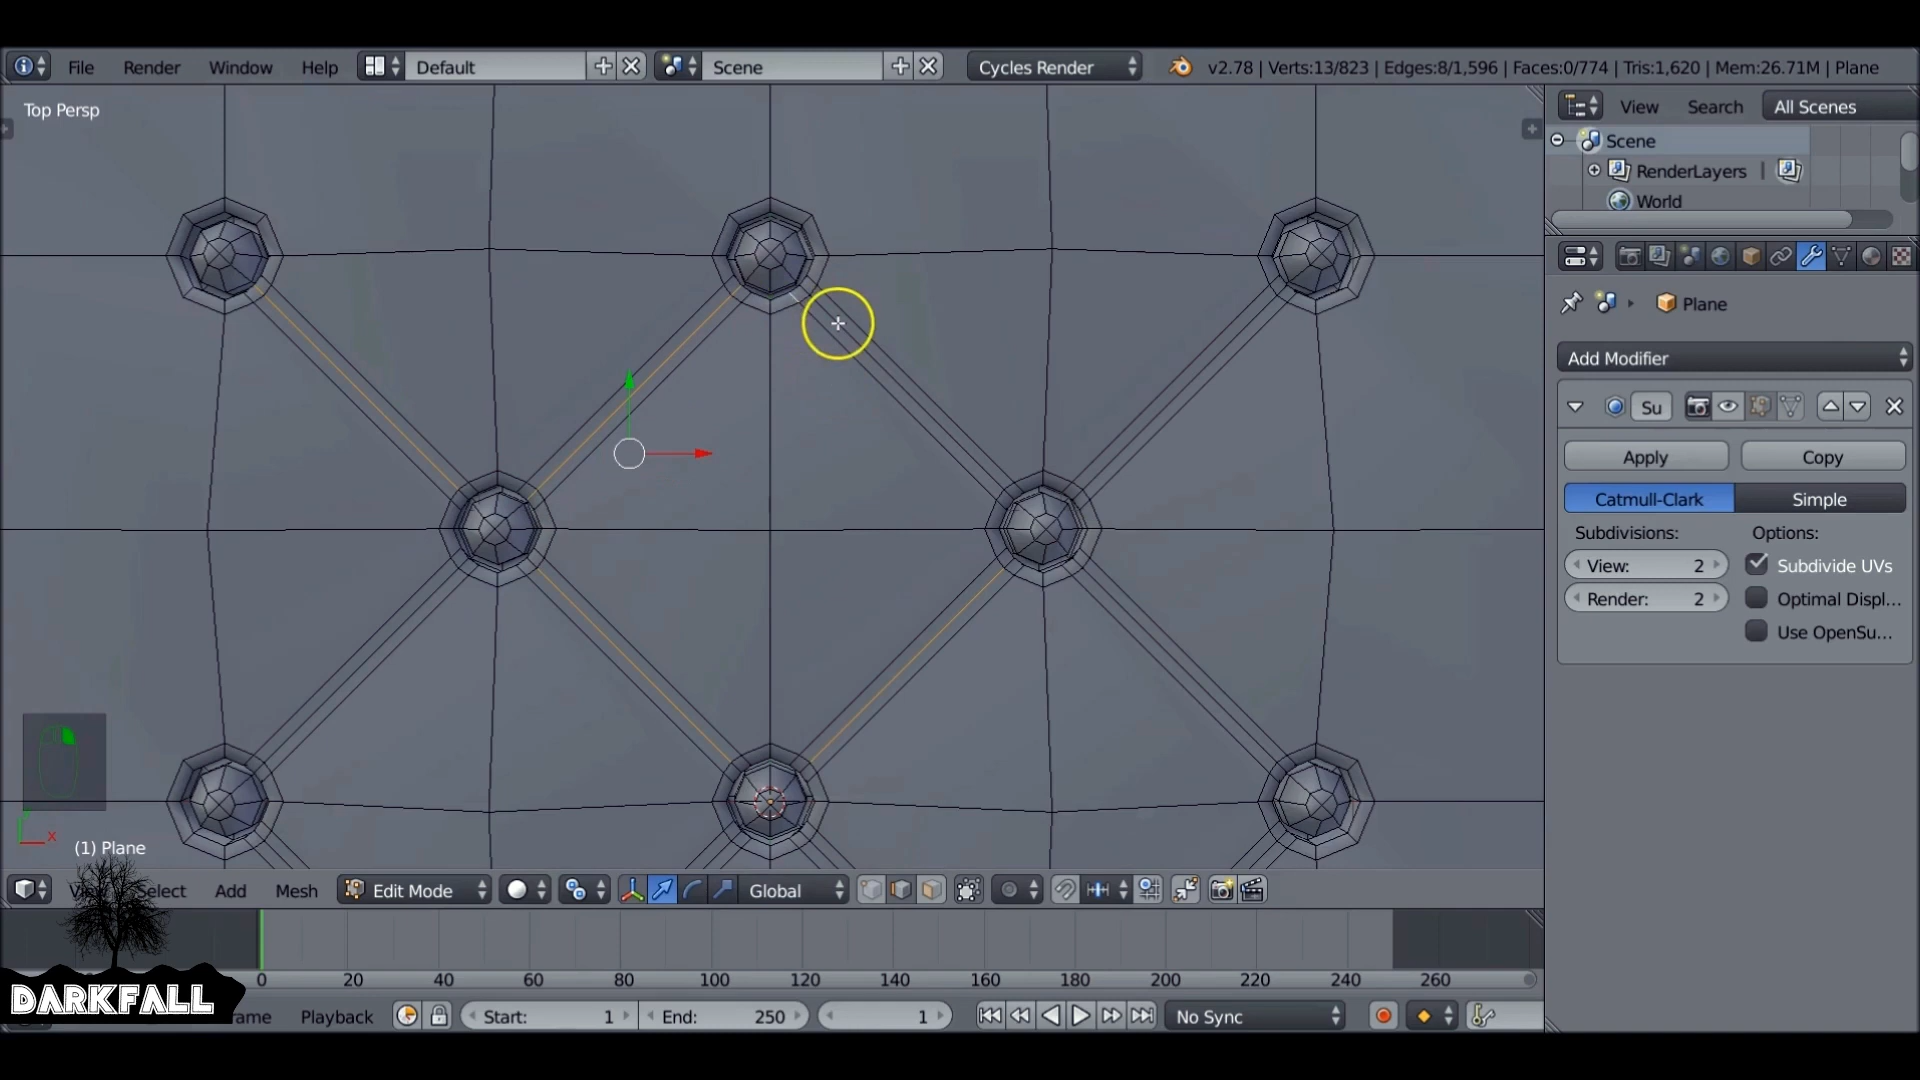 File Render Window Help Default Scene Cycles Render v2.78 | Verts:13/823 | Edges:8/1,596 | Faces:0/774 | Tris:1,620 | Mem:26.71M | Plane
Top Persp
View Search All Scenes
Scene
RenderLayers
World
Plane
Add Modifier
Su
Apply Copy
Catmull-Clark Simple
Subdivisions: Options:
View: 2 Subdivide UVs
Render: 2 Optimal Displ...
Use OpenSu...
x
(1) Plane
Select Add Mesh Edit Mode Global
0 20 40 60 80 100 120 140 160 180 200 220 240 260
DARKFALL
Playback Start: 1 End: 250 1 No Sync